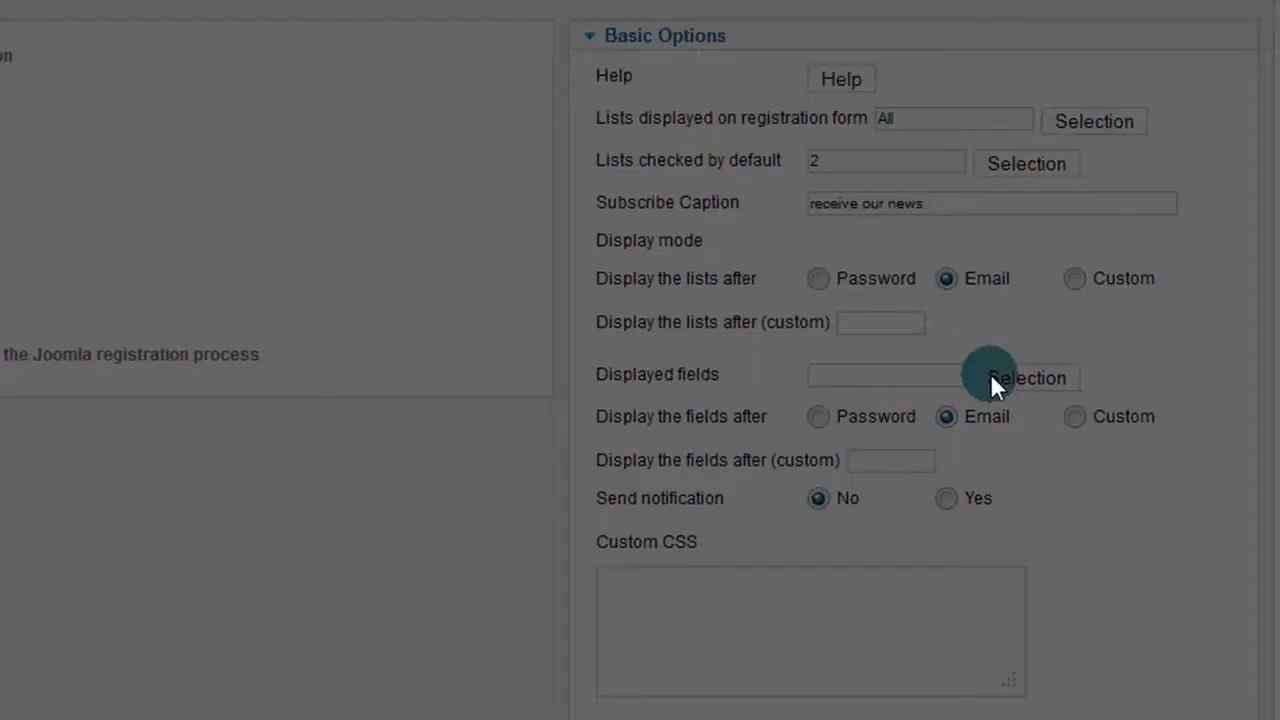 on
the Joomla registration process
Basic Options
Help Help
Lists displayed on registration form All Selection
Lists checked by default 2 Selection
Subscribe Caption receive our news
Display mode
Display the lists after Password Email Custom
Display the lists after (custom)
Displayed fields Selection
Display the fields after Password Email Custom
Display the fields after (custom)
Send notification No Yes
Custom CSS